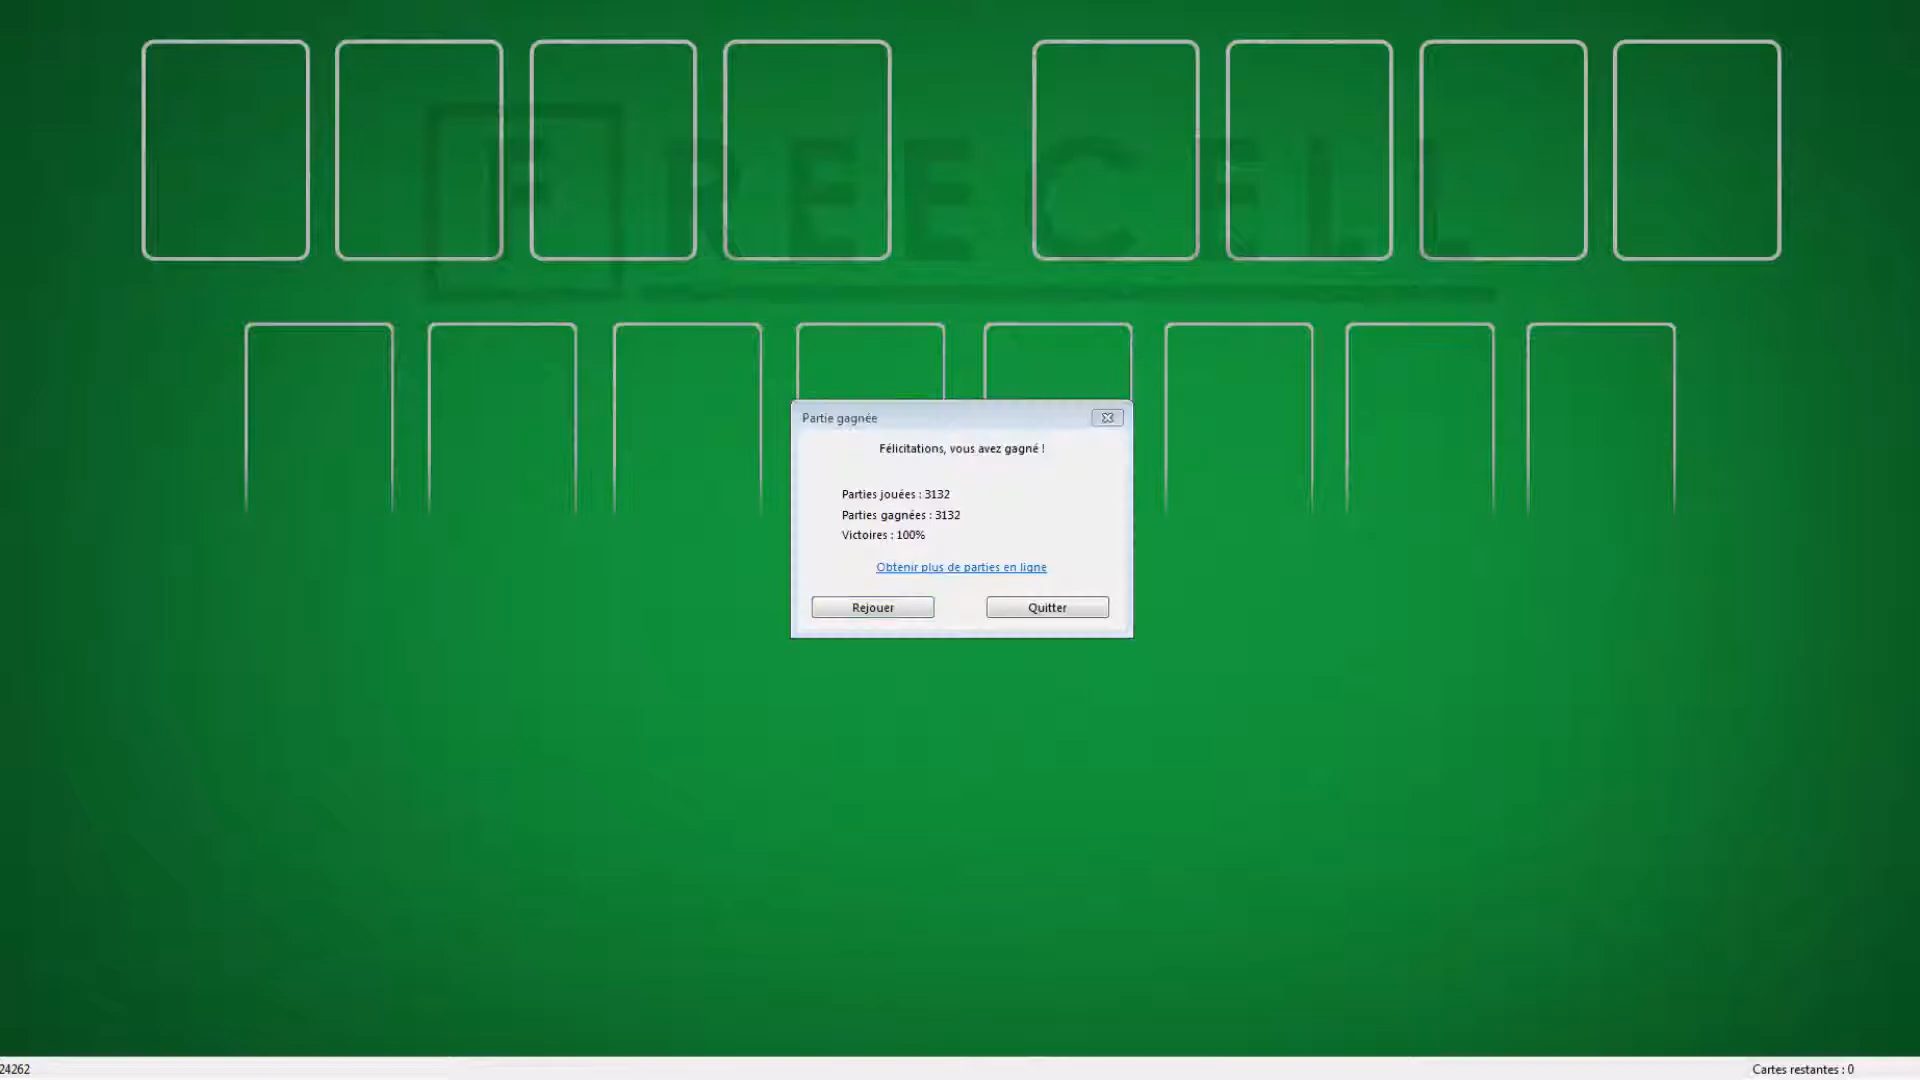 FREECELL
Partie gagnée
Félicitations, vous avez gagné !
Parties jouées : 3132
Parties gagnées : 3132
Victoires : 100%
Obtenir plus de parties en ligne
Rejouer
Quitter
24262
Cartes restantes : 0